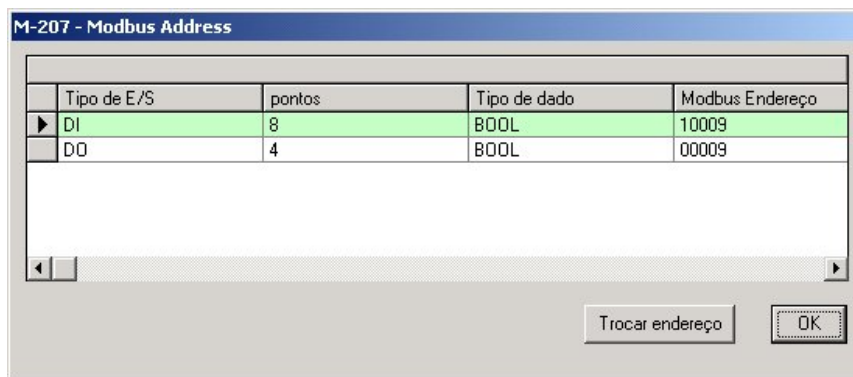 M-207 - Modbus Address
Tipo de E/S pontos Tipo de dado Modbus Endereço
DI 8 BOOL 10009
DO 4 BOOL 00009
Trocar endereço OK